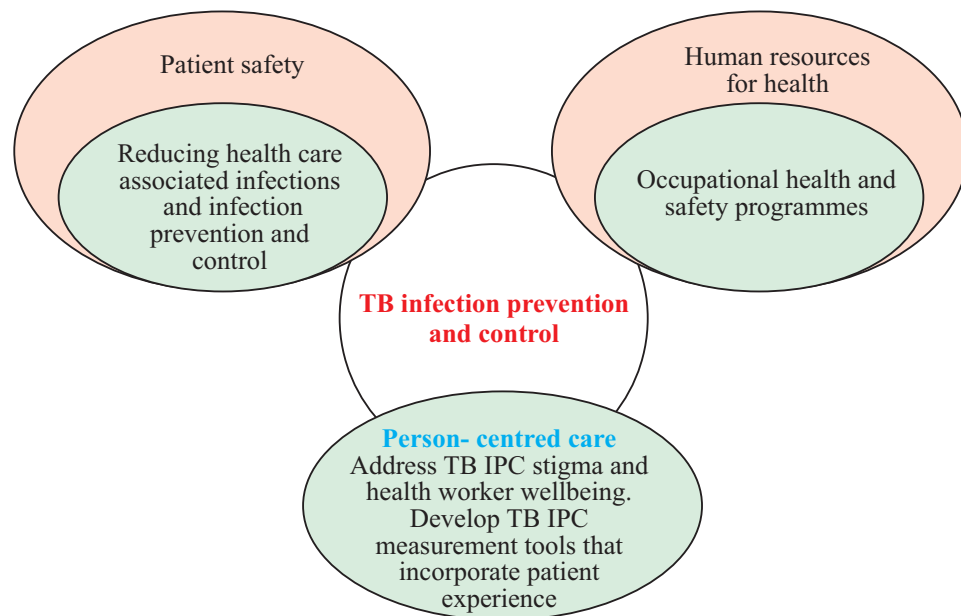 Patient safety
Reducing health care
associated infections
and infection
prevention and
control
Human resources
for health
Occupational health and
safety programmes
TB infection prevention
and control
Person- centred care
Address TB IPC stigma and
health worker wellbeing.
Develop TB IPC
measurement tools that
incorporate patient
experience